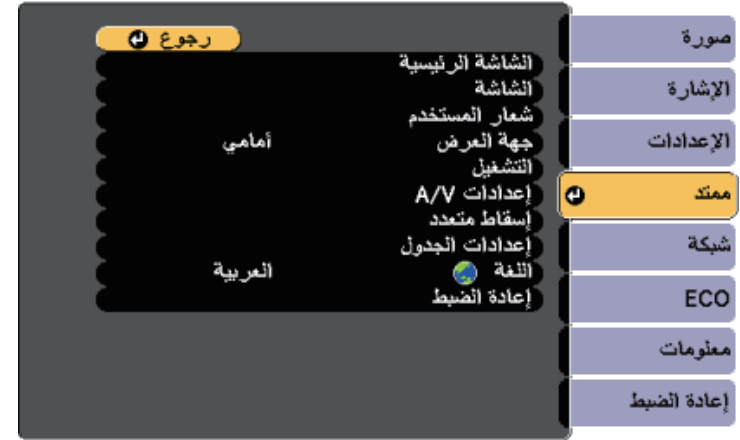 صورة
الإشارة
الإعدادات
ممتد
شبكة
ECO
معلومات
إعادة الضبط
رجوع
الشاشة الرئيسية
الشاشة
شعار المستخدم
جهة العرض أمامي
التشغيل
إعدادات A/V
إسقاط متعدد
إعدادات الجدول
اللغة العربية
إعادة الضبط